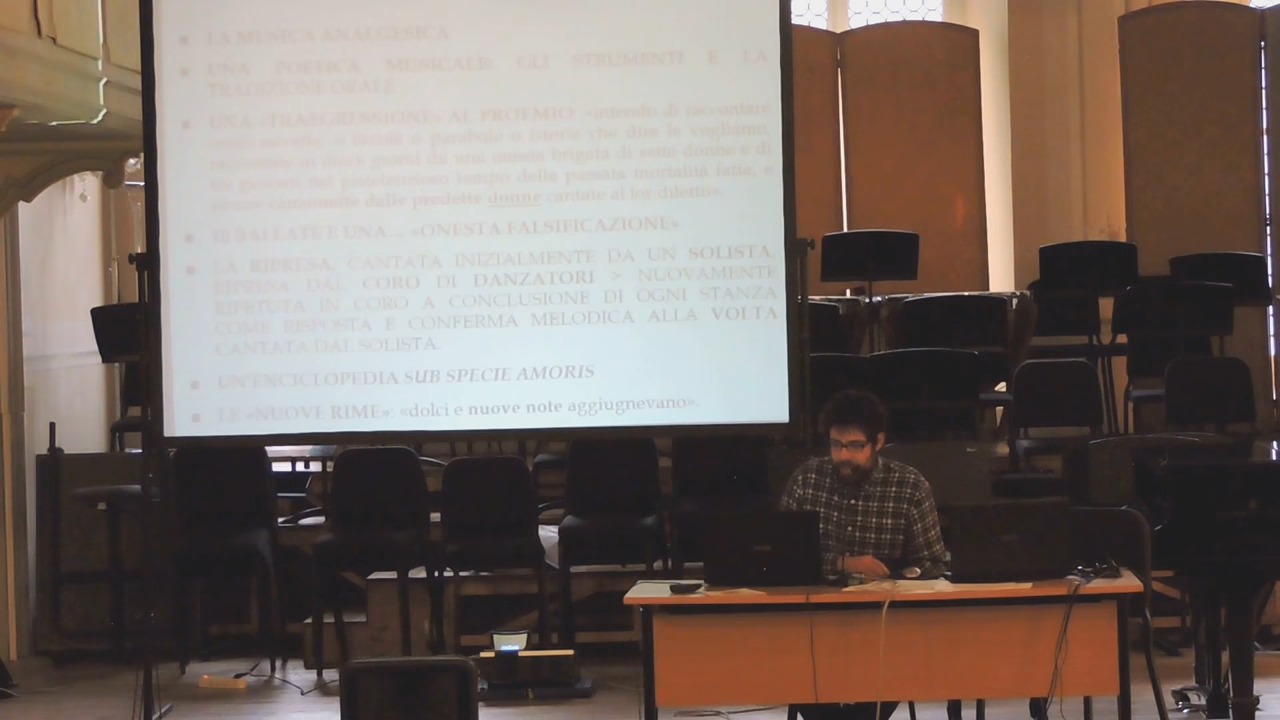 LA MUSICA ANALGESICA
UNA POETICA MUSICALE: GLI STRUMENTI E LA
TRADIZIONE ORALE
UNA «TRASGRESSIONE» AL PROEMIO: «intendo di raccontare
cento novelle, o favole o parabole o istorie che dire le vogliamo,
raccontate in diece giorni da una onesta brigata di sette donne e di
tre giovani nel pistelenzioso tempo della passata mortalità fatta, e
alcune canzonette dalle predette donne cantate al lor diletto».
BALLATE E UNA... «ONESTA FALSIFICAZIONE»
LA RIPRESA, CANTATA INIZIALMENTE DA UN SOLISTA,
DAL CORO DI DANZATORI > NUOVAMENTE
RIPETUTA IN CORO A CONCLUSIONE DI OGNI STANZA
COME RISPOSTA E CONFERMA MELODICA ALLA VOLTA
CANTATA DAL SOLISTA.
UN'ENCICLOPEDIA SUB SPECIE AMORIS
LE «NUOVE RIME»: «dolci e nuove note aggiugnevano».